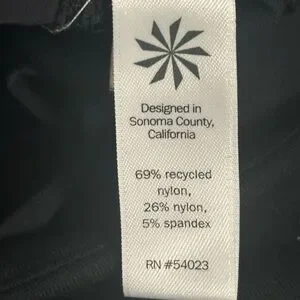 Designed in
Sonoma County,
California
69% recycled
nylon,
26% nylon,
5% spandex
RN #54023